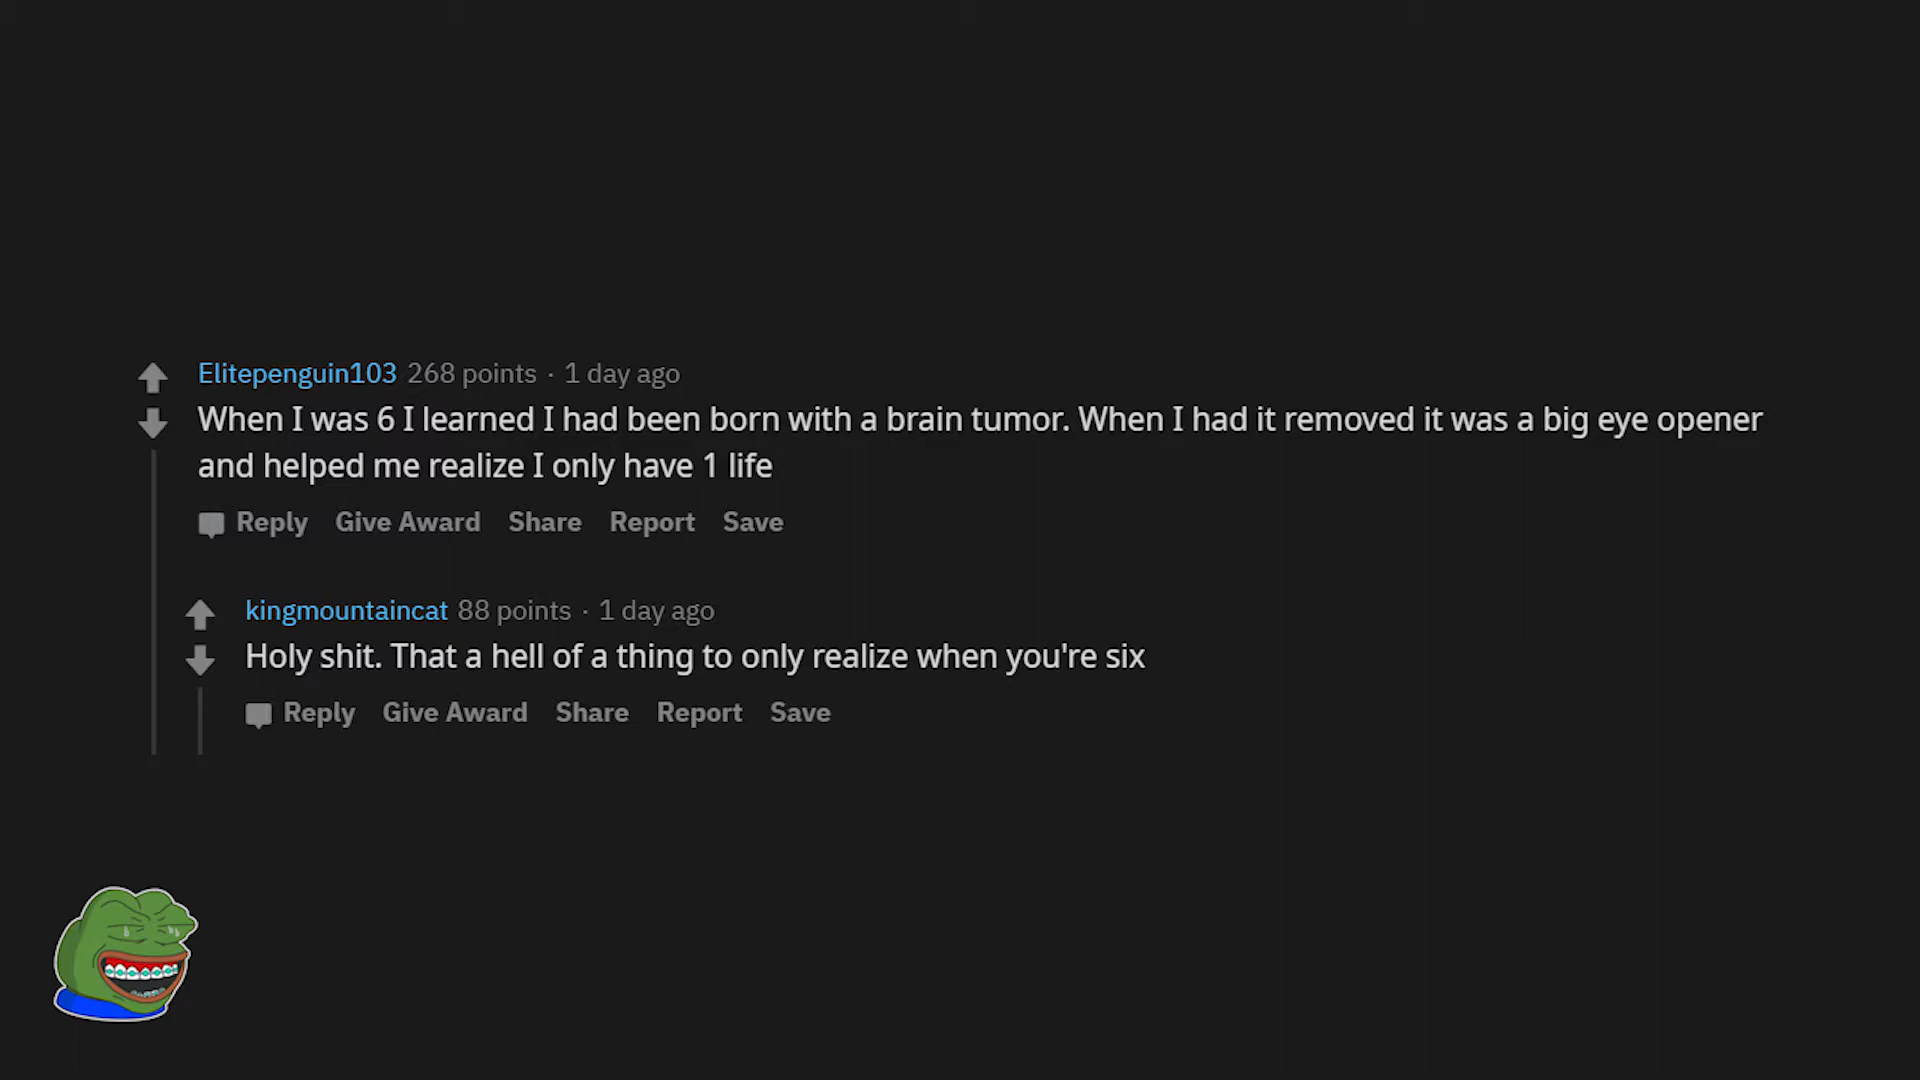 Elitepenguin103 268 points · 1 day ago
When I was 6 I learned I had been born with a brain tumor. When I had it removed it was a big eye opener
and helped me realize I only have 1 life
Reply Give Award Share Report Save
kingmountaincat 88 points · 1 day ago
Holy shit. That a hell of a thing to only realize when you're six
Reply Give Award Share Report Save